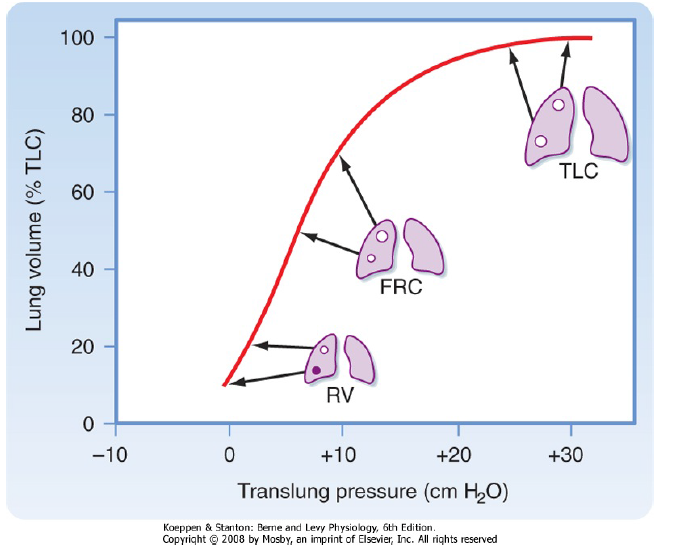 100
80
60
40
20
0
Lung volume (% TLC)
TLC
FRC
RV
−10
0
+10
+20
+30
Translung pressure (cm H₂O)
Koeppen & Stanton: Berne and Levy Physiology, 6th Edition.
Copyright © 2008 by Mosby, an imprint of Elsevier, Inc. All rights reserved